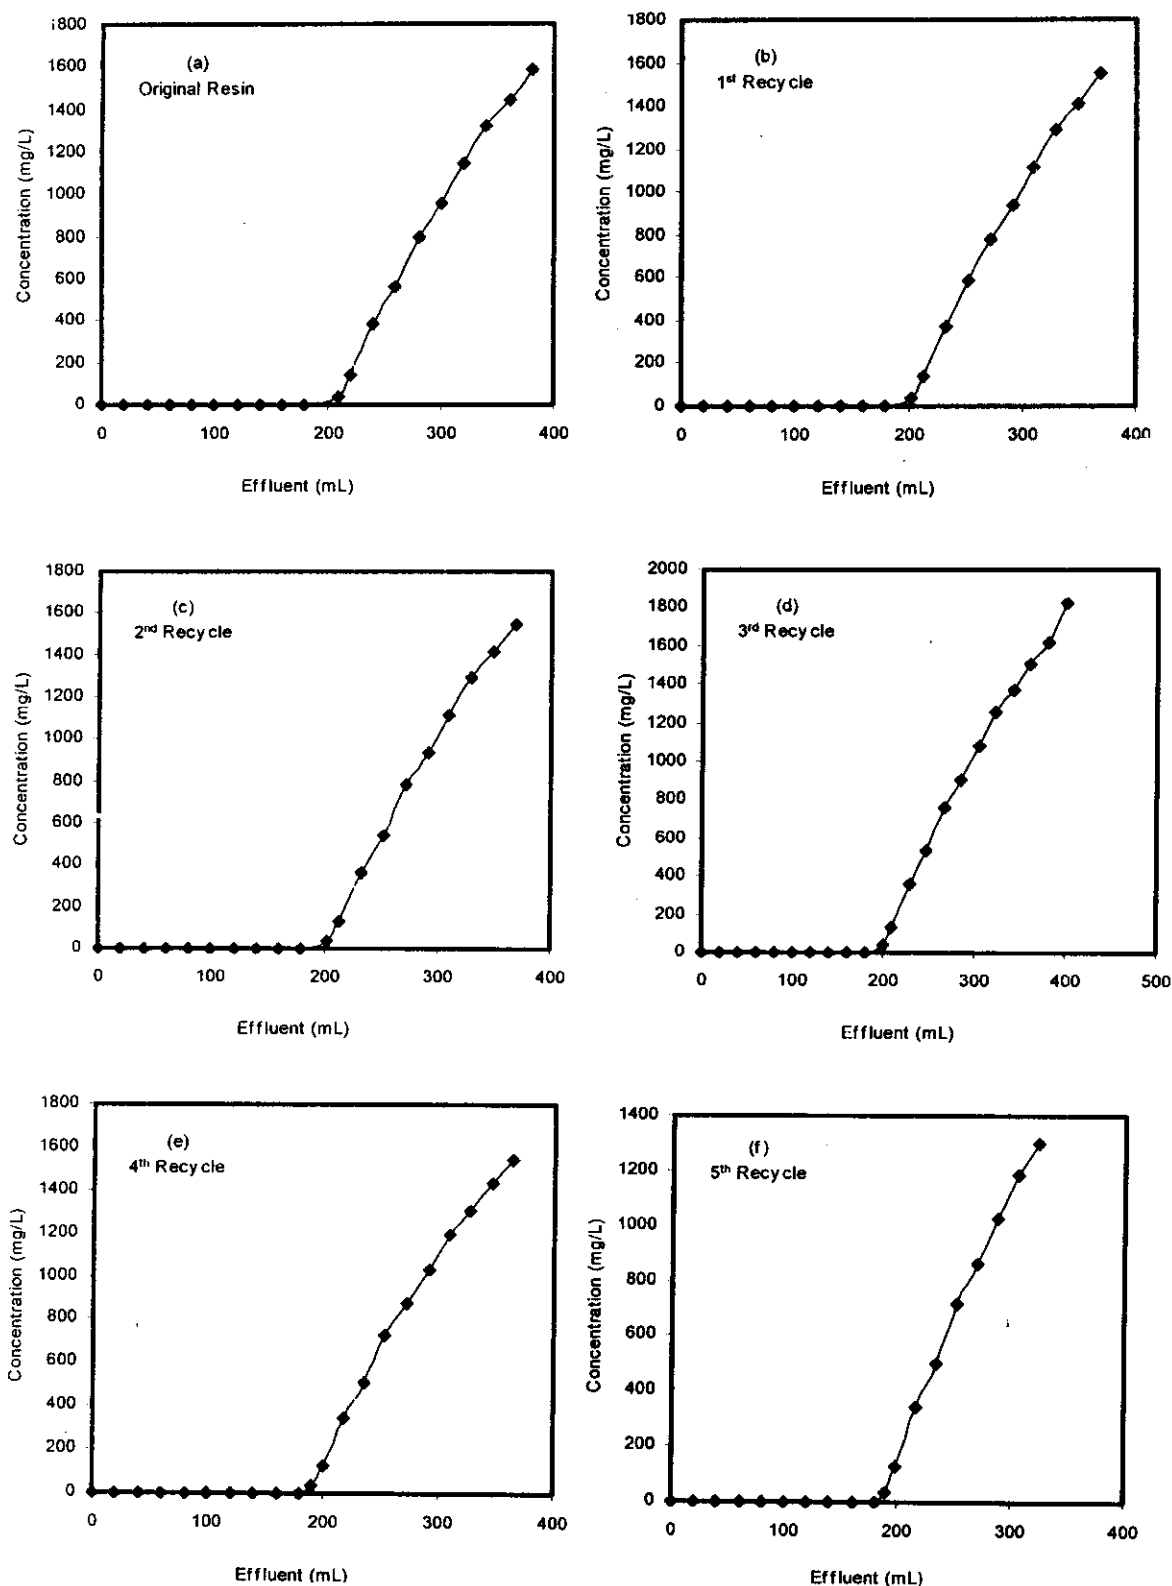 1800
1600
1400
1200
1000
800
600
400
200
0
Concentration (mg/L)
(a)
Original Resin
0 100 200 300 400
Effluent (mL)
1800
1600
1400
1200
1000
800
600
400
200
0
Concentration (mg/L)
(b)
1st Recycle
0 100 200 300 400
Effluent (mL)
1800
1600
1400
1200
1000
800
600
400
200
0
Concentration (mg/L)
(c)
2nd Recycle
0 100 200 300 400
Effluent (mL)
2000
1800
1600
1400
1200
1000
800
600
400
200
0
Concentration (mg/L)
(d)
3rd Recycle
0 100 200 300 400 500
Effluent (mL)
1800
1600
1400
1200
1000
800
600
400
200
0
Concentration (mg/L)
(e)
4th Recycle
0 100 200 300 400
Effluent (mL)
1400
1200
1000
800
600
400
200
0
Concentration (mg/L)
(f)
5th Recycle
0 100 200 300 400
Effluent (mL)